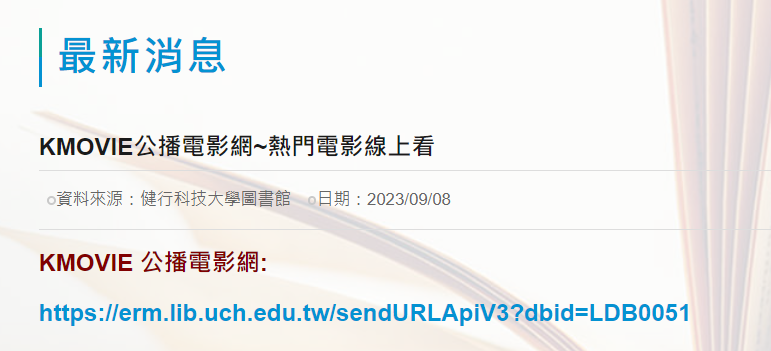 最新消息
KMOVIE公播電影網~熱門電影線上看
資料來源：健行科技大學圖書館 日期：2023/09/08
KMOVIE 公播電影網:
https://erm.lib.uch.edu.tw/sendURLApiV3?dbid=LDB0051